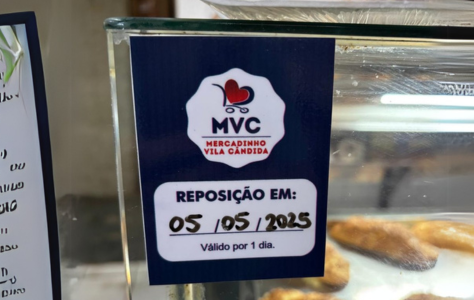 MVC
MERCADINHO
VILA CÂNDIDA
REPOSIÇÃO EM:
05/05/2025
Válido por 1 dia.